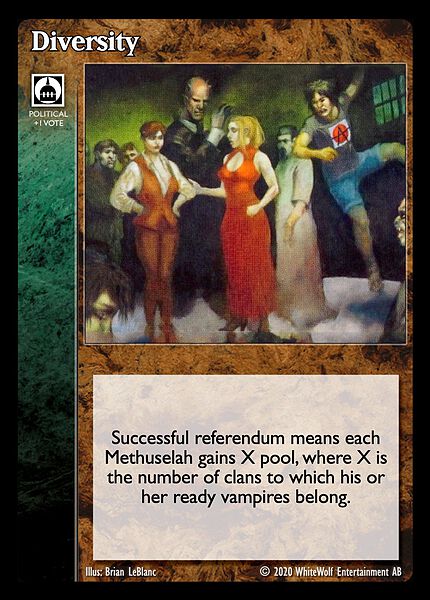 Diversity
POLITICAL
+1 VOTE
Successful referendum means each
Methuselah gains X pool, where X is
the number of clans to which his or
her ready vampires belong.
Illus: Brian LeBlanc
© 2020 WhiteWolf Entertainment AB